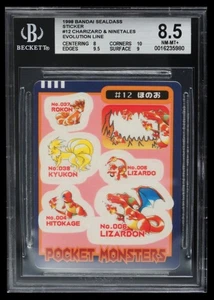 BECKETT
1998 BANDAI SEALDASS
STICKER
#12 CHARIZARD & NINETALES
EVOLUTION LINE
CENTERING 8 CORNERS 10
EDGES 9.5 SURFACE 9
8.5
NM-MT+
0016235960
#12 ほのお
No.037
ROKON
No.038
KYUKON
No.005
LIZARDO
No.004
HITOKAGE
No.006
LIZARDON
POCKET MONSTERS